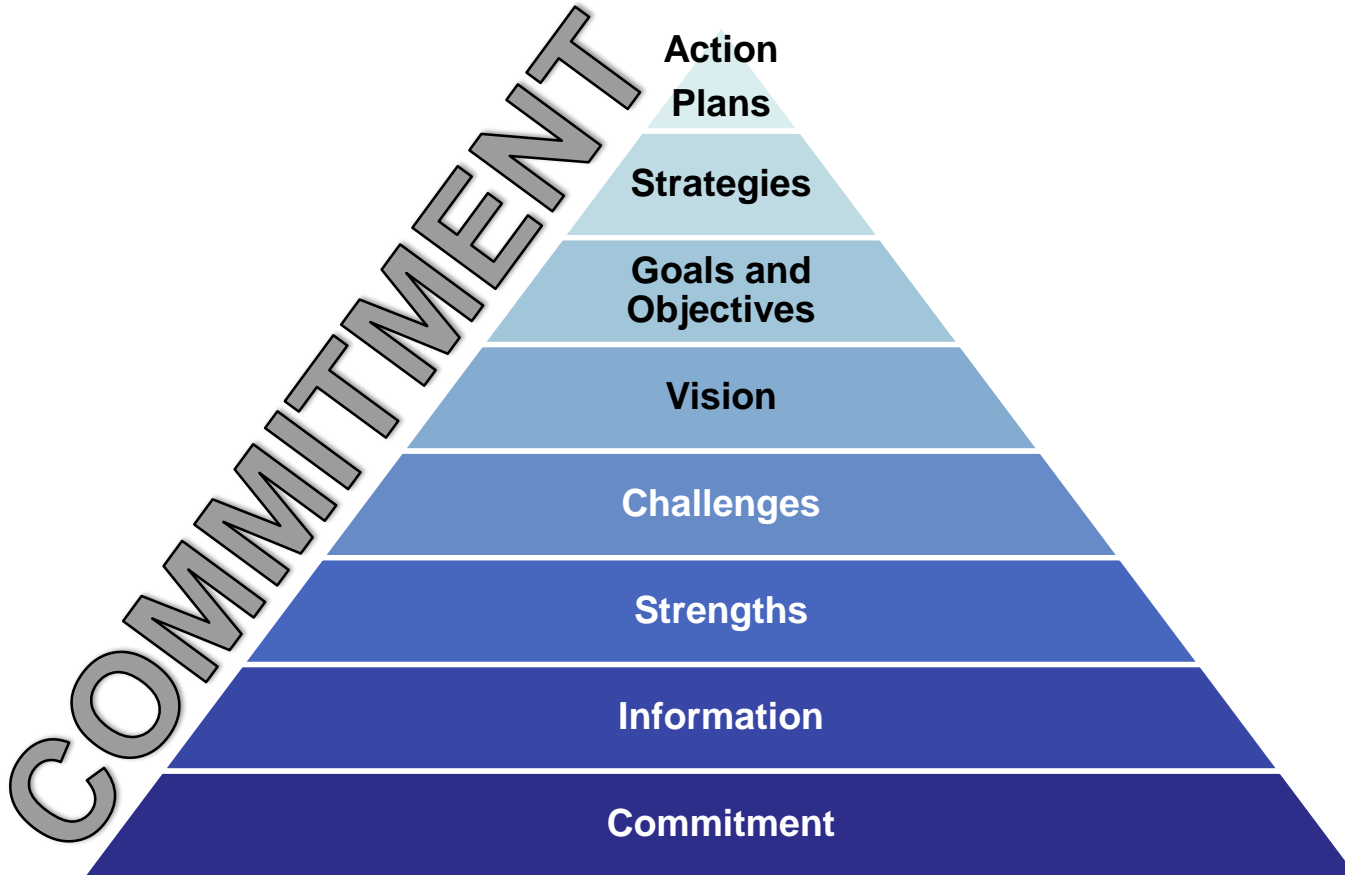 COMMITMENT
Action
Plans
Strategies
Goals and
Objectives
Vision
Challenges
Strengths
Information
Commitment